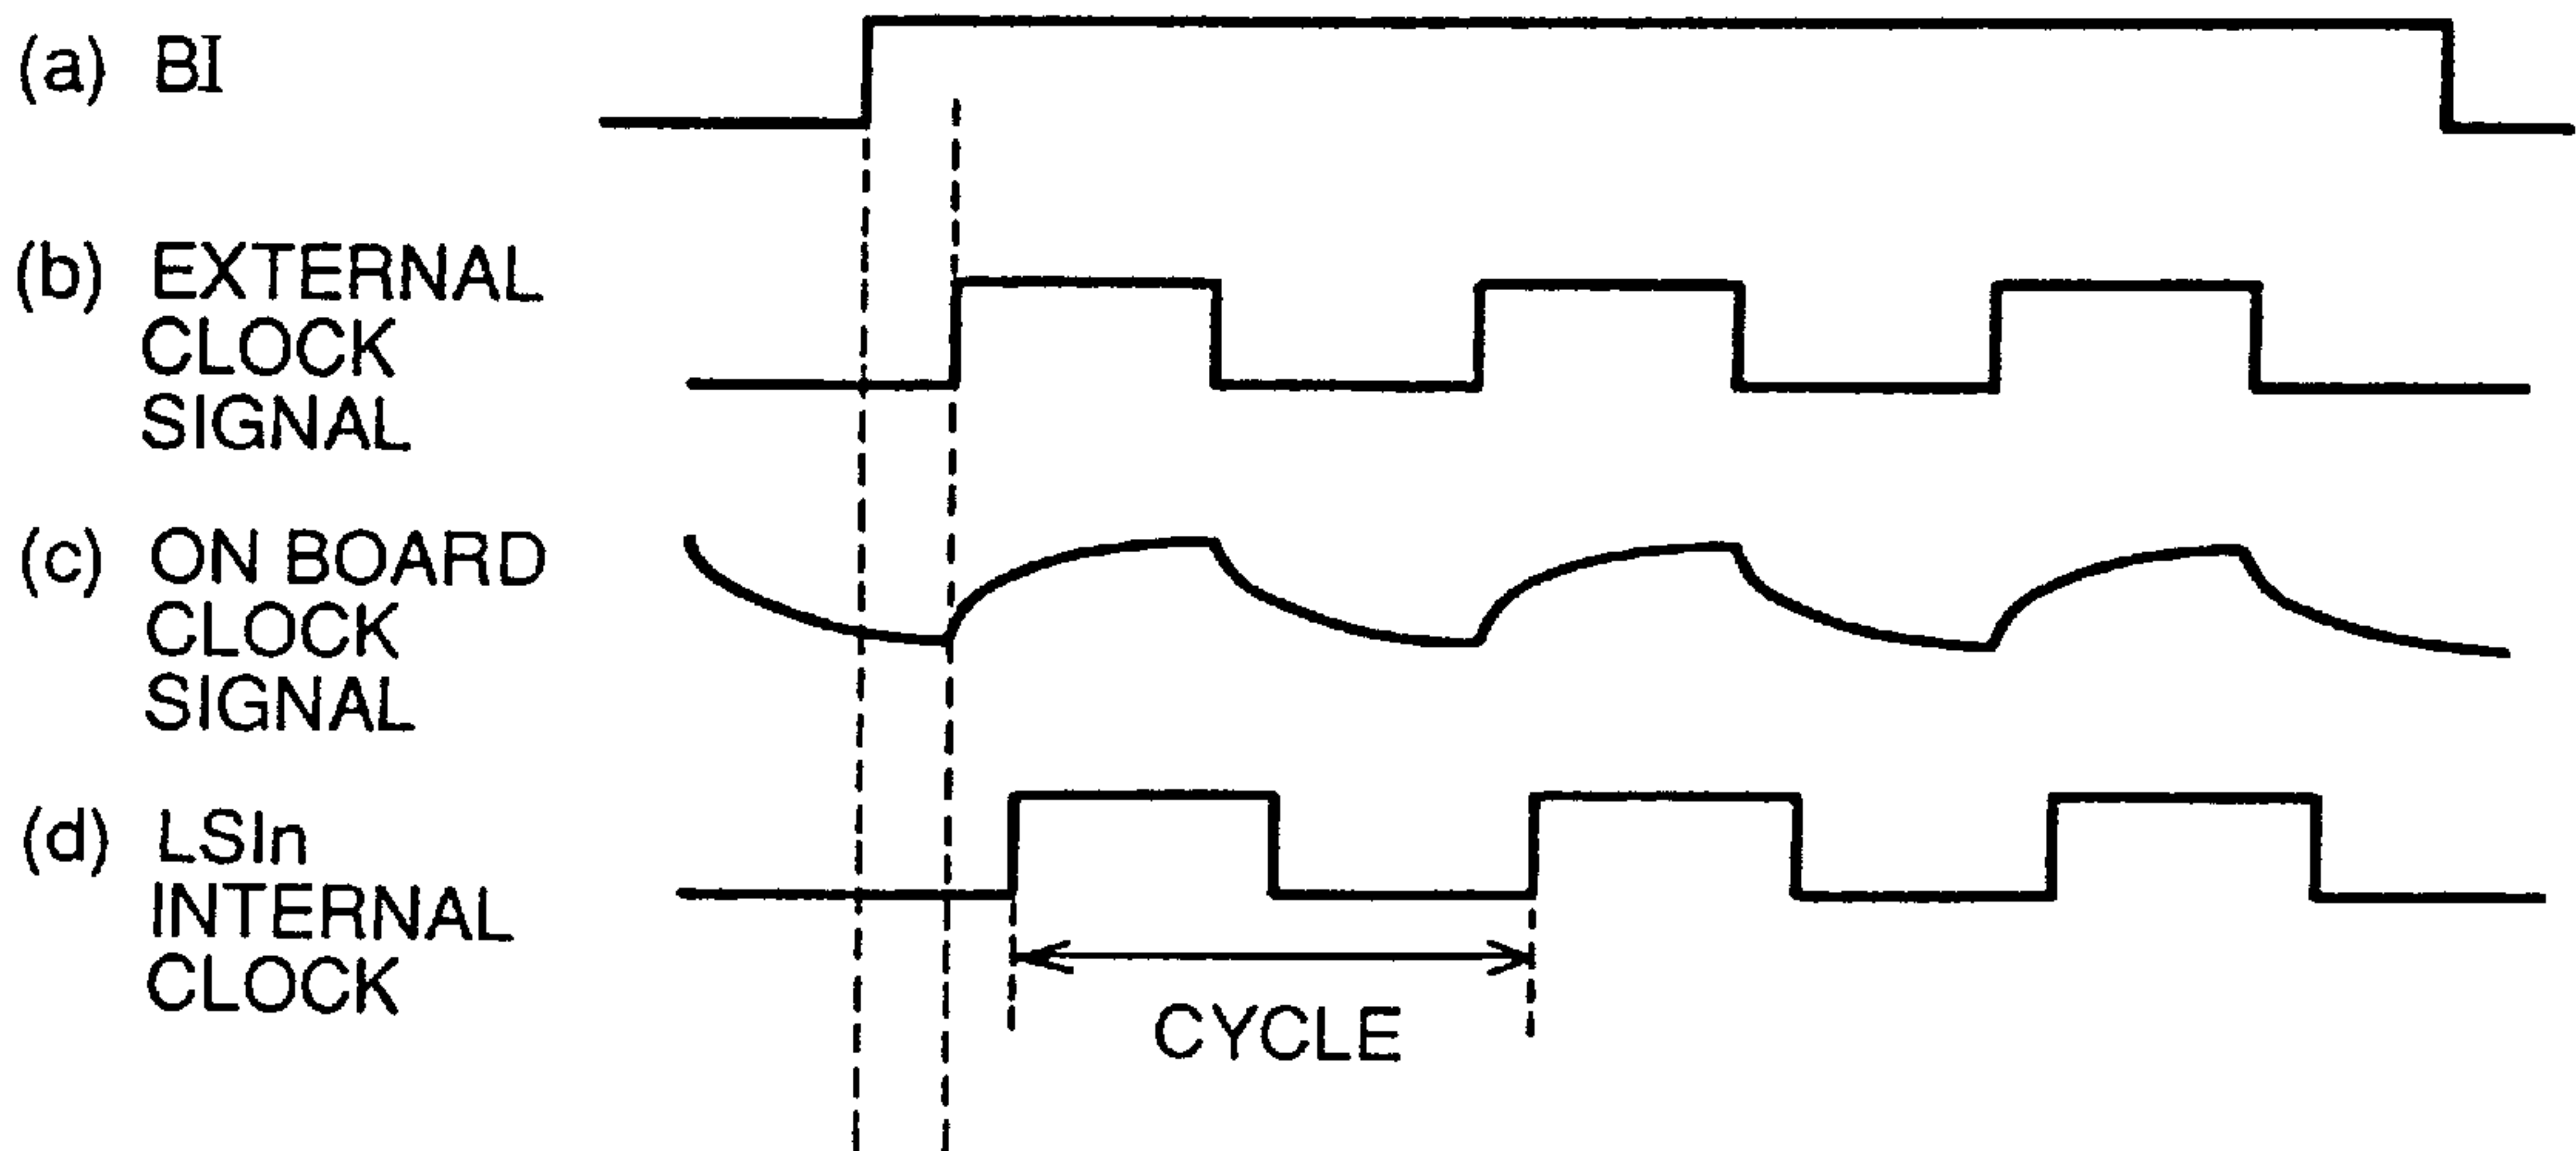 (a) BI
(b) EXTERNAL
CLOCK
SIGNAL
(c) ON BOARD
CLOCK
SIGNAL
(d) LSIn
INTERNAL
CLOCK
CYCLE